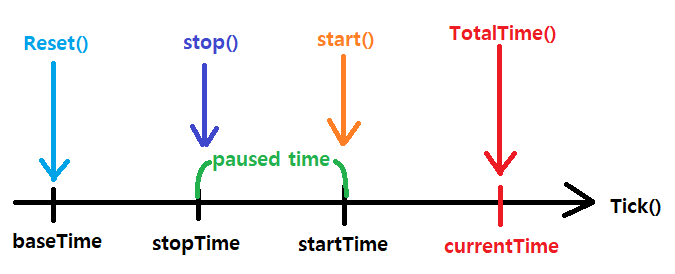 Reset()
stop()
start()
TotalTime()
paused time
Tick()
baseTime
stopTime
startTime
currentTime